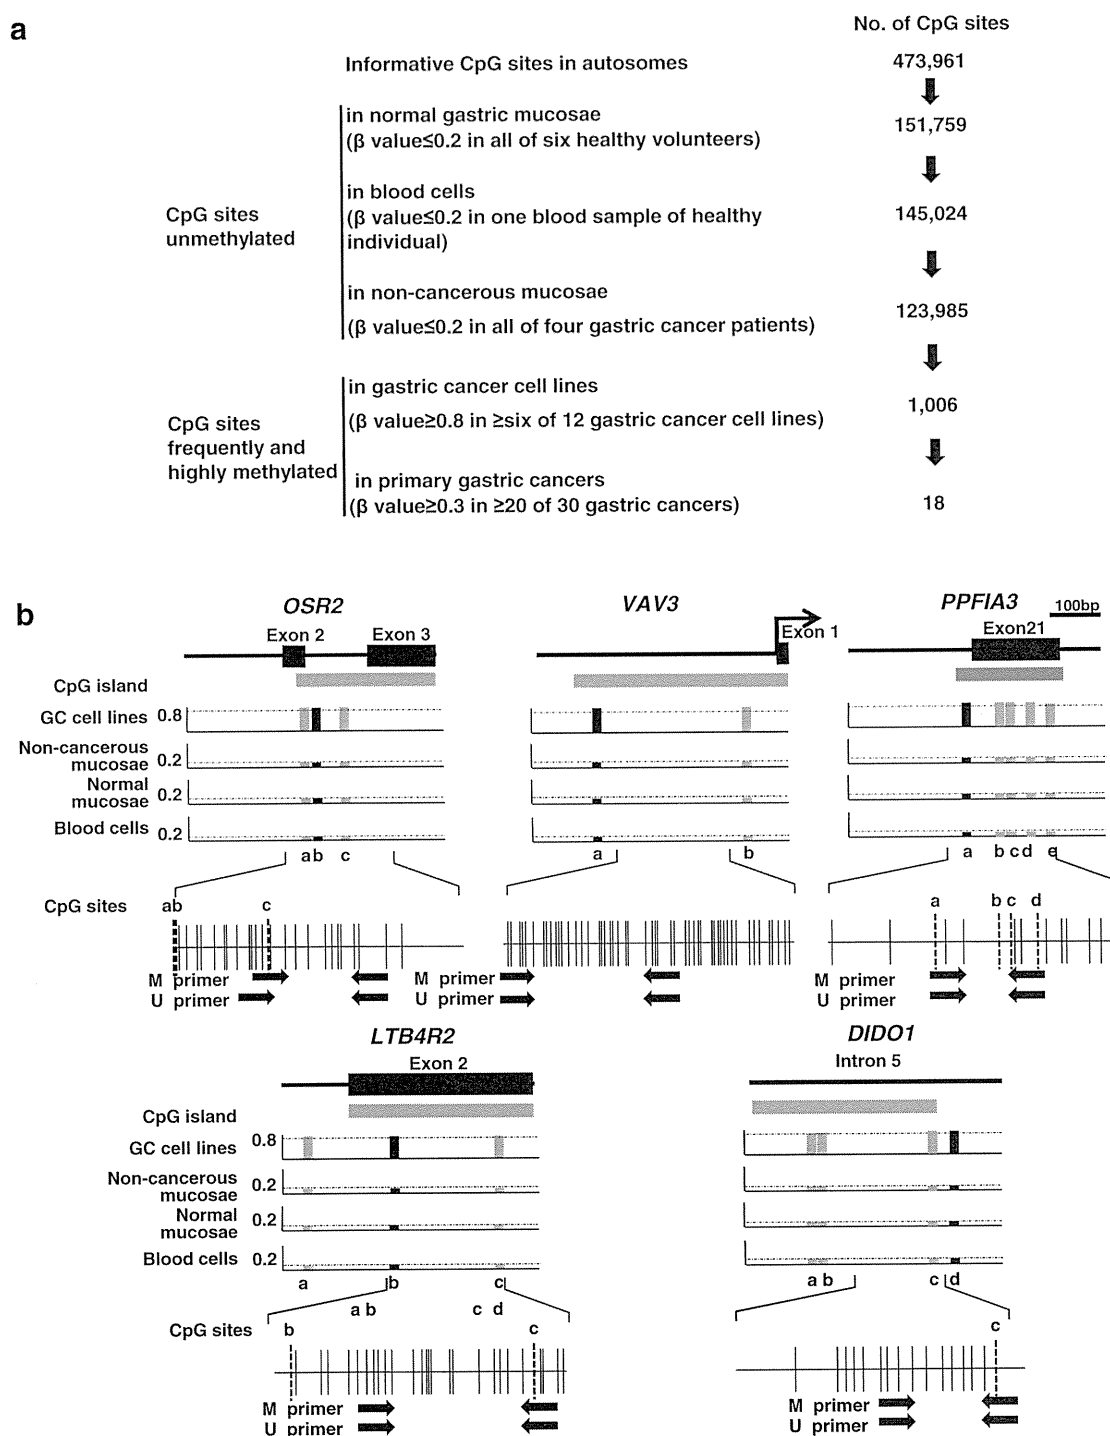 a
No. of CpG sites
Informative CpG sites in autosomes 473,961
in normal gastric mucosae
(β value≤0.2 in all of six healthy volunteers)
151,759
CpG sites
unmethylated
in blood cells
(β value≤0.2 in one blood sample of healthy
individual)
145,024
in non-cancerous mucosae
(β value≤0.2 in all of four gastric cancer patients)
123,985
CpG sites
frequently and
highly methylated
in gastric cancer cell lines
(β value≥0.8 in ≥six of 12 gastric cancer cell lines)
1,006
in primary gastric cancers
(β value≥0.3 in ≥20 of 30 gastric cancers)
18
b
OSR2 VAV3 PPFIA3
100bp
Exon 2 Exon 3 Exon 1 Exon21
CpG island
GC cell lines 0.8
Non-cancerous
mucosae 0.2
Normal
mucosae 0.2
Blood cells 0.2
a b c a b a b c d e
CpG sites ab c a b c d
M primer M primer M primer
U primer U primer U primer
LTB4R2 DIDO1
Exon 2 Intron 5
CpG island
GC cell lines 0.8
Non-cancerous
mucosae 0.2
Normal
mucosae 0.2
Blood cells 0.2
a b c a b c d
a b c d
CpG sites b c c
M primer M primer
U primer U primer